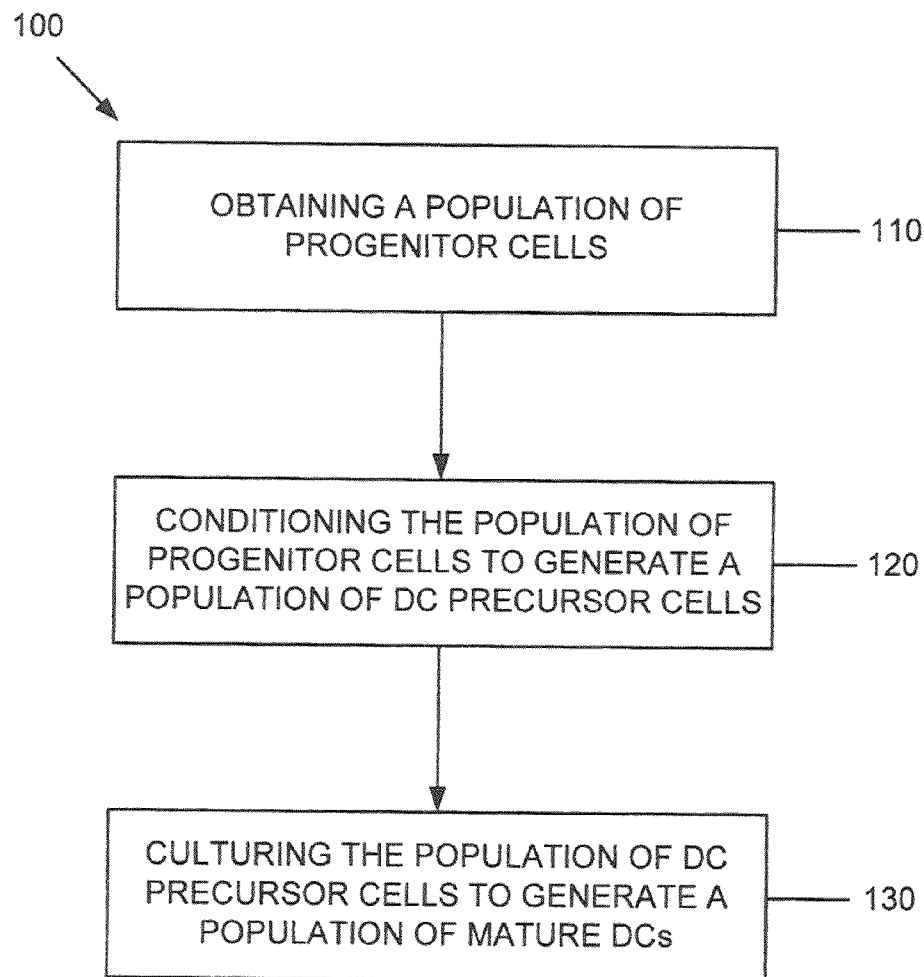 100
OBTAINING A POPULATION OF
PROGENITOR CELLS
110
CONDITIONING THE POPULATION OF
PROGENITOR CELLS TO GENERATE A
POPULATION OF DC PRECURSOR CELLS
120
CULTURING THE POPULATION OF DC
PRECURSOR CELLS TO GENERATE A
POPULATION OF MATURE DCs
130